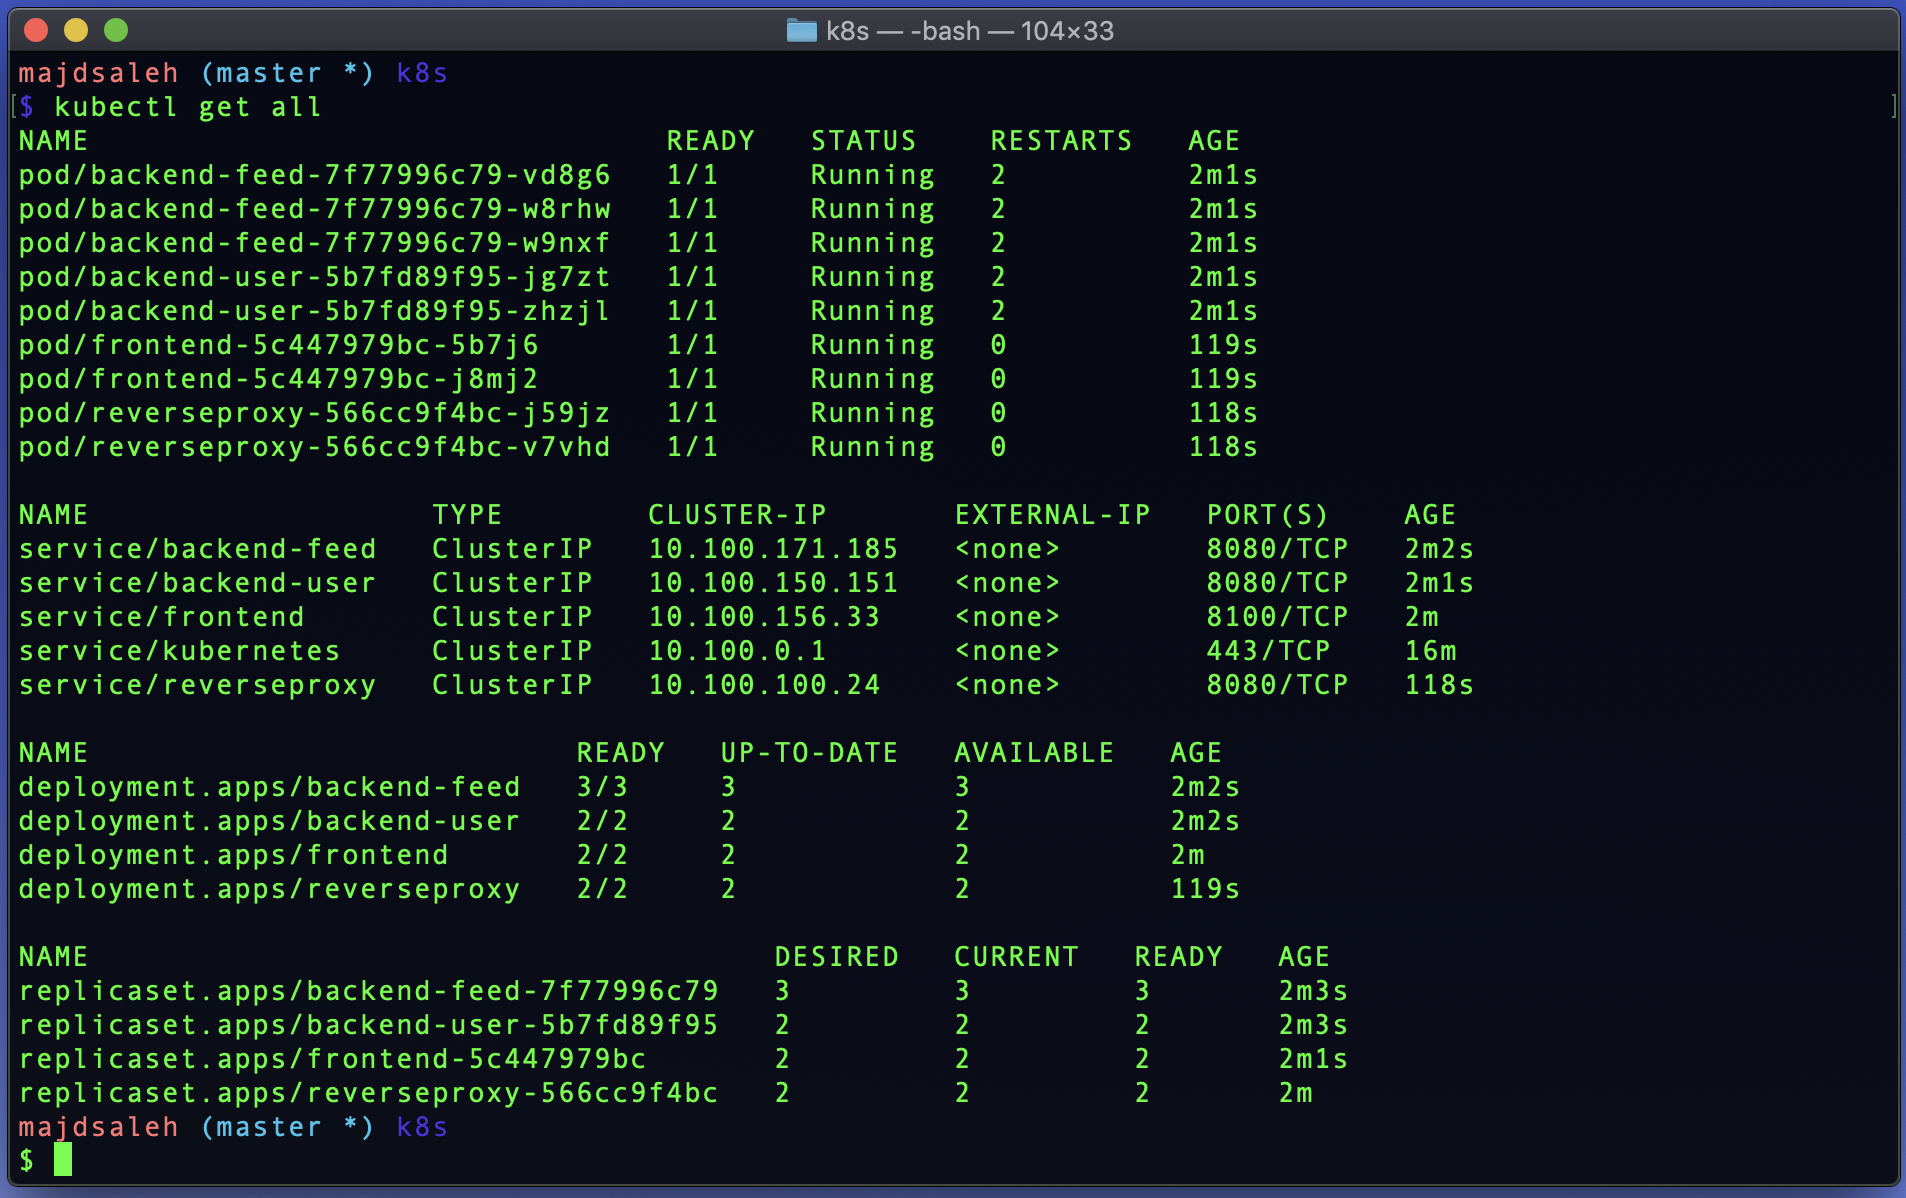 k8s — -bash — 104×33
majdsaleh (master *) k8s
[$ kubectl get all ]
NAME READY STATUS RESTARTS AGE
pod/backend-feed-7f77996c79-vd8g6 1/1 Running 2 2m1s
pod/backend-feed-7f77996c79-w8rhw 1/1 Running 2 2m1s
pod/backend-feed-7f77996c79-w9nxf 1/1 Running 2 2m1s
pod/backend-user-5b7fd89f95-jg7zt 1/1 Running 2 2m1s
pod/backend-user-5b7fd89f95-zhzjl 1/1 Running 2 2m1s
pod/frontend-5c447979bc-5b7j6 1/1 Running 0 119s
pod/frontend-5c447979bc-j8mj2 1/1 Running 0 119s
pod/reverseproxy-566cc9f4bc-j59jz 1/1 Running 0 118s
pod/reverseproxy-566cc9f4bc-v7vhd 1/1 Running 0 118s
NAME TYPE CLUSTER-IP EXTERNAL-IP PORT(S) AGE
service/backend-feed ClusterIP 10.100.171.185 <none> 8080/TCP 2m2s
service/backend-user ClusterIP 10.100.150.151 <none> 8080/TCP 2m1s
service/frontend ClusterIP 10.100.156.33 <none> 8100/TCP 2m
service/kubernetes ClusterIP 10.100.0.1 <none> 443/TCP 16m
service/reverseproxy ClusterIP 10.100.100.24 <none> 8080/TCP 118s
NAME READY UP-TO-DATE AVAILABLE AGE
deployment.apps/backend-feed 3/3 3 3 2m2s
deployment.apps/backend-user 2/2 2 2 2m2s
deployment.apps/frontend 2/2 2 2 2m
deployment.apps/reverseproxy 2/2 2 2 119s
NAME DESIRED CURRENT READY AGE
replicaset.apps/backend-feed-7f77996c79 3 3 3 2m3s
replicaset.apps/backend-user-5b7fd89f95 2 2 2 2m3s
replicaset.apps/frontend-5c447979bc 2 2 2 2m1s
replicaset.apps/reverseproxy-566cc9f4bc 2 2 2 2m
majdsaleh (master *) k8s
$